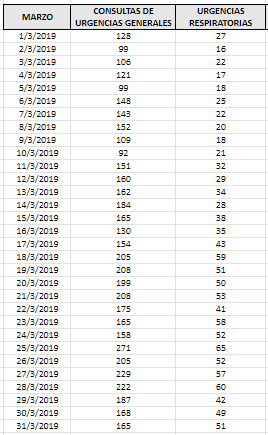 MARZO CONSULTAS DE URGENCIAS GENERALES URGENCIAS RESPIRATORIAS
1/3/2019 128 27
2/3/2019 99 16
3/3/2019 106 22
4/3/2019 121 17
5/3/2019 99 18
6/3/2019 148 25
7/3/2019 143 22
8/3/2019 152 20
9/3/2019 109 18
10/3/2019 92 21
11/3/2019 151 32
12/3/2019 160 29
13/3/2019 162 34
14/3/2019 184 28
15/3/2019 165 38
16/3/2019 130 35
17/3/2019 154 43
18/3/2019 205 59
19/3/2019 208 51
20/3/2019 199 50
21/3/2019 208 53
22/3/2019 175 41
23/3/2019 165 58
24/3/2019 158 52
25/3/2019 271 65
26/3/2019 205 52
27/3/2019 229 57
28/3/2019 222 60
29/3/2019 187 42
30/3/2019 168 49
31/3/2019 165 51